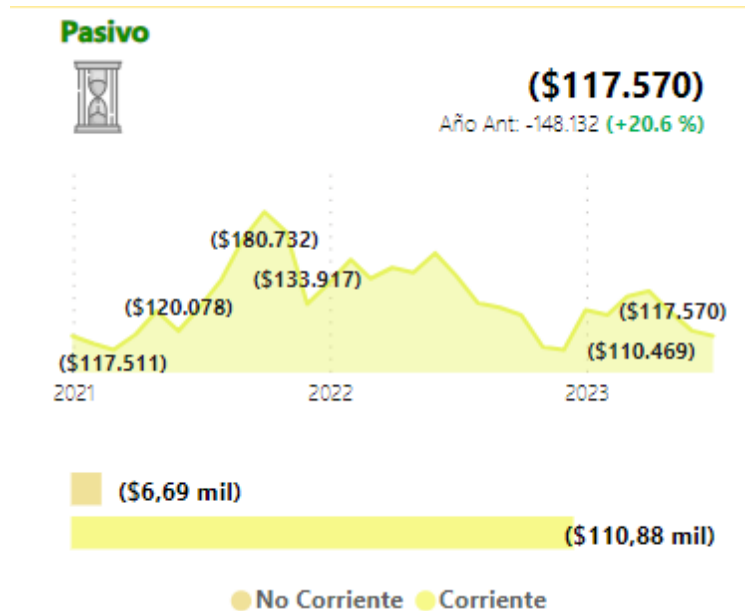 Pasivo
($117.570)
Año Ant: -148.132 (+20.6 %)
($180.732)
($133.917)
($120.078)
($117.570)
($110.469)
($117.511)
2021 2022 2023
($6,69 mil)
($110,88 mil)
No Corriente Corriente